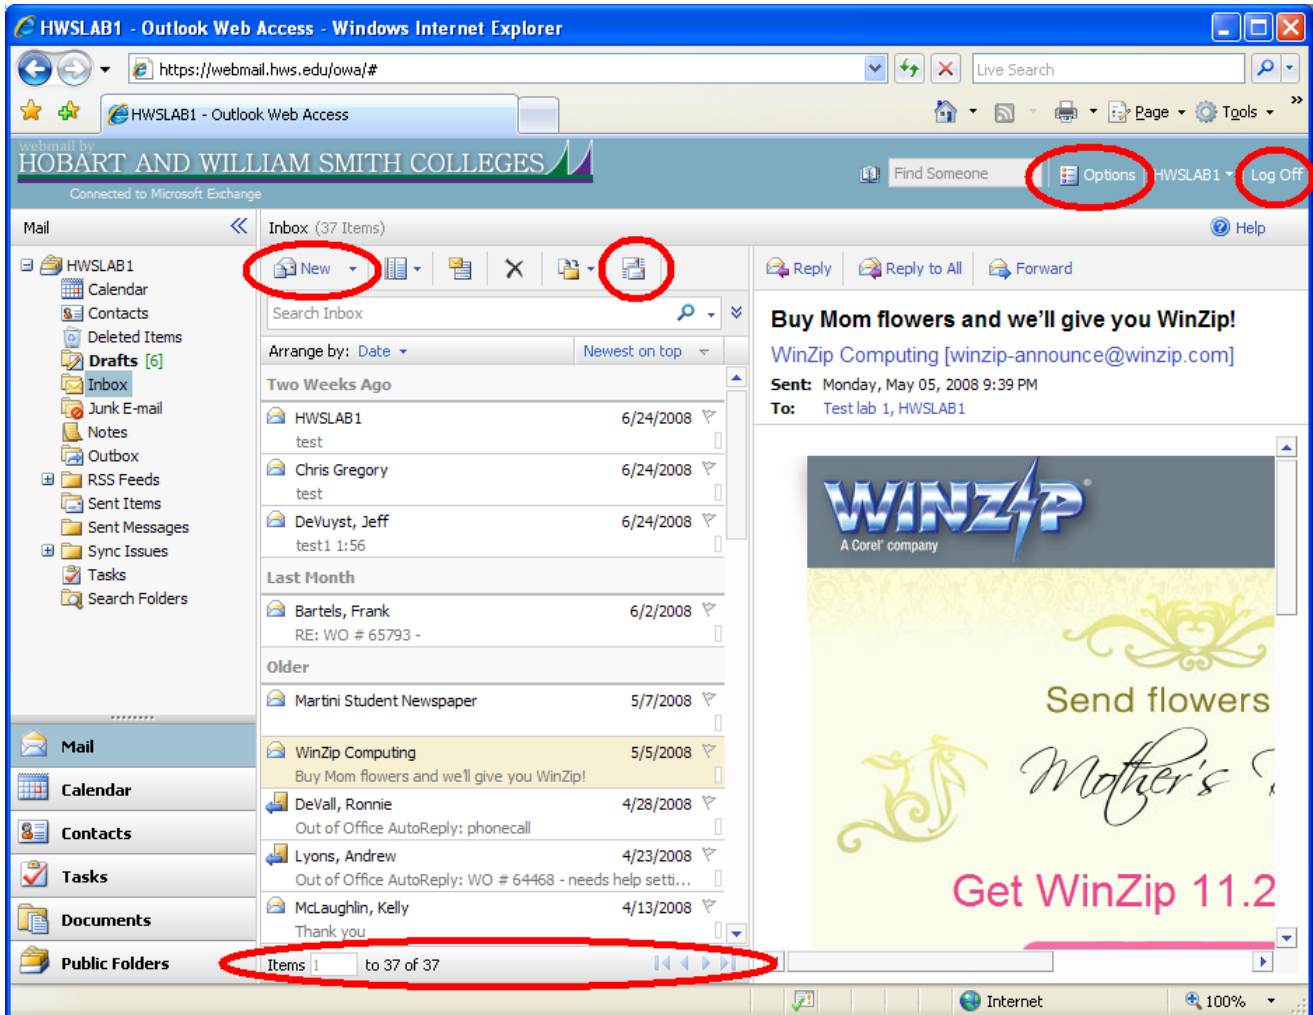 HWSLAB1 - Outlook Web Access - Windows Internet Explorer
https://webmail.hws.edu/owa/#
Live Search
HWSLAB1 - Outlook Web Access
Page
Tools
webmail by
HOBART AND WILLIAM SMITH COLLEGES
Connected to Microsoft Exchange
Find Someone
Options
HWSLAB1
Log Off
Mail
Inbox (37 Items)
Help
HWSLAB1
Calendar
Contacts
Deleted Items
Drafts [6]
Inbox
Junk E-mail
Notes
Outbox
RSS Feeds
Sent Items
Sent Messages
Sync Issues
Tasks
Search Folders
Mail
Calendar
Contacts
Tasks
Documents
Public Folders
New
Search Inbox
Arrange by: Date
Newest on top
Two Weeks Ago
HWSLAB1 6/24/2008
test
Chris Gregory 6/24/2008
test
DeVuyst, Jeff 6/24/2008
test1 1:56
Last Month
Bartels, Frank 6/2/2008
RE: WO # 65793 -
Older
Martini Student Newspaper 5/7/2008
WinZip Computing 5/5/2008
Buy Mom flowers and we'll give you WinZip!
DeVall, Ronnie 4/28/2008
Out of Office AutoReply: phonecall
Lyons, Andrew 4/23/2008
Out of Office AutoReply: WO # 64468 - needs help setti...
McLaughlin, Kelly 4/13/2008
Thank you
Items 1 to 37 of 37
Reply
Reply to All
Forward
Buy Mom flowers and we'll give you WinZip!
WinZip Computing [winzip-announce@winzip.com]
Sent: Monday, May 05, 2008 9:39 PM
To: Test lab 1, HWSLAB1
WINZIP
A Corel® company
Send flowers
Mother's
Get WinZip 11.2
Internet
100%